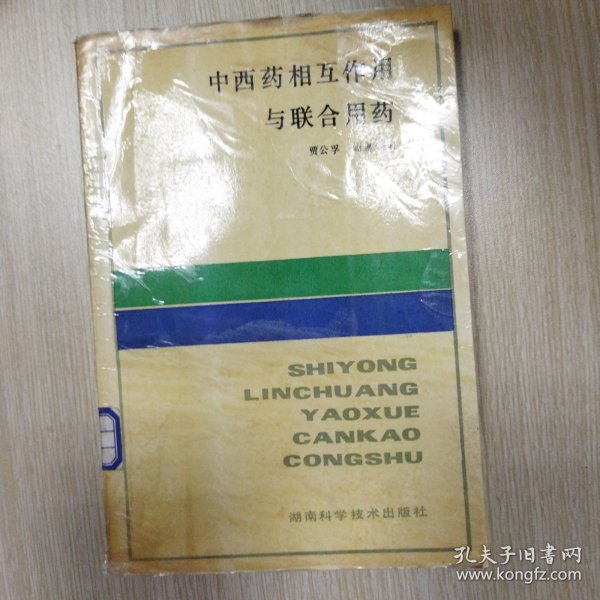 中西药相互作用
与联合用药
贾公孚
SHIYONG
LINCHUANG
YAOXUE
CANKAO
CONGSHU
湖南科学技术出版社
孔夫子旧书网
www.kongfz.com